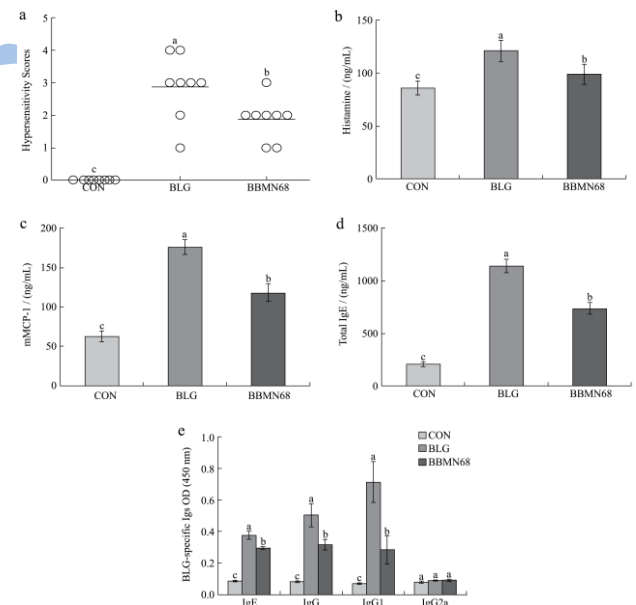 a
5
4
3
2
1
0
Hypersensitivity Scores
a
b
c
CON
BLG
BBMN68
b
150
100
50
0
Histamine / (ng/mL)
c
a
b
CON
BLG
BBMN68
c
200
150
100
50
0
mMCP-1 / (ng/mL)
c
a
b
CON
BLG
BBMN68
d
1500
1000
500
0
Total IgE / (ng/mL)
c
a
b
CON
BLG
BBMN68
e
1.0
0.8
0.6
0.4
0.2
0.0
BLG-specific Igs OD (450 nm)
CON
BLG
BBMN68
c a b
c a b
c a b
a a a
IgE IgG IgG1 IgG2a